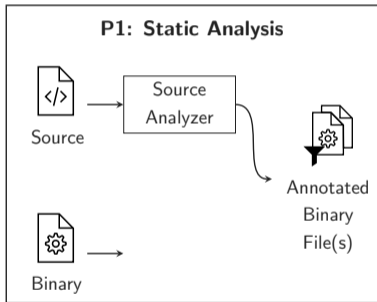 P1: Static Analysis
</>
Source
Source
Analyzer
Annotated
Binary
File(s)
Binary